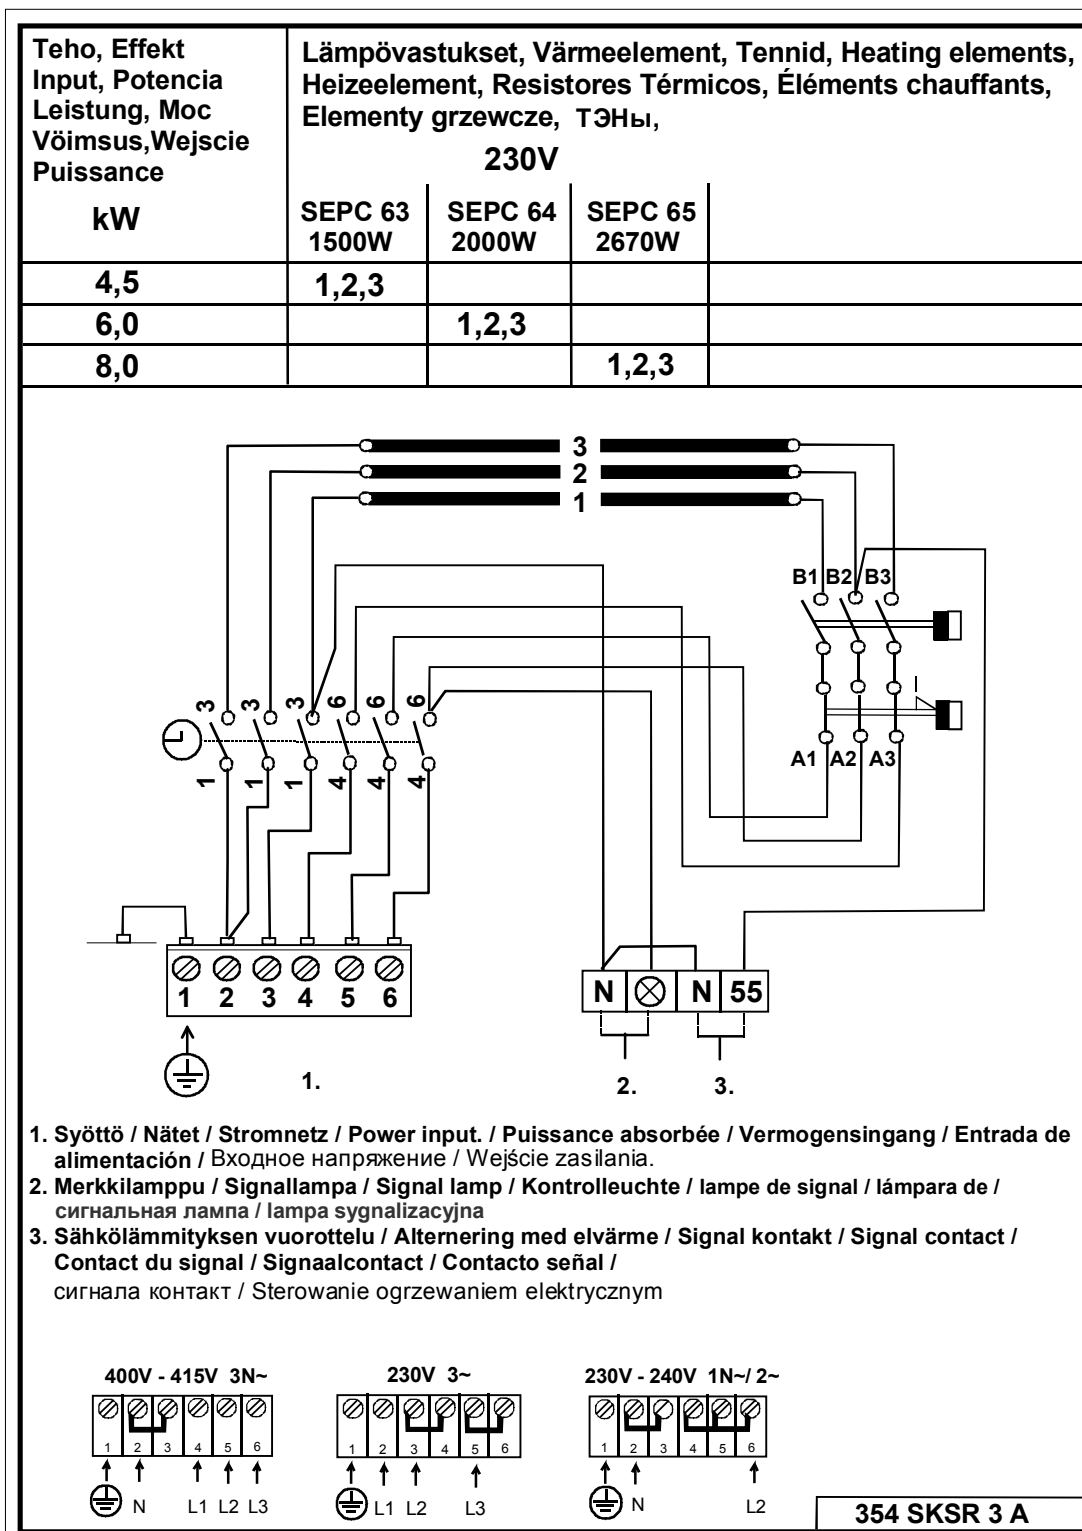 Teho, Effekt
Input, Potencia
Leistung, Moc
Vöimsus,Wejscie
Puissance
kW
Lämpövastukset, Värmeelement, Tennid, Heating elements,
Heizeelement, Resistores Térmicos, Éléments chauffants,
Elementy grzewcze, ТЭНы,
230V
SEPC 63 SEPC 64 SEPC 65
1500W 2000W 2670W
4,5 1,2,3
6,0 1,2,3
8,0 1,2,3
3
2
1
B1 B2 B3
3 3 3 6 6 6
1 1 1 4 4 4
A1 A2 A3
1 2 3 4 5 6
N N 55
1. 2. 3.
1. Syöttö / Nätet / Stromnetz / Power input. / Puissance absorbée / Vermogensingang / Entrada de
alimentación / Входное напряжение / Wejście zasilania.
2. Merkkilamppu / Signallampa / Signal lamp / Kontrolleuchte / lampe de signal / lámpara de /
сигнальная лампа / lampa sygnalizacyjna
3. Sähkölämmityksen vuorottelu / Alternering med elvärme / Signal kontakt / Signal contact /
Contact du signal / Signaalcontact / Contacto señal /
сигнала контакт / Sterowanie ogrzewaniem elektrycznym
400V - 415V 3N~
1 2 3 4 5 6
N L1 L2 L3
230V 3~
1 2 3 4 5 6
L1 L2 L3
230V - 240V 1N~/ 2~
1 2 3 4 5 6
N L2
354 SKSR 3 A